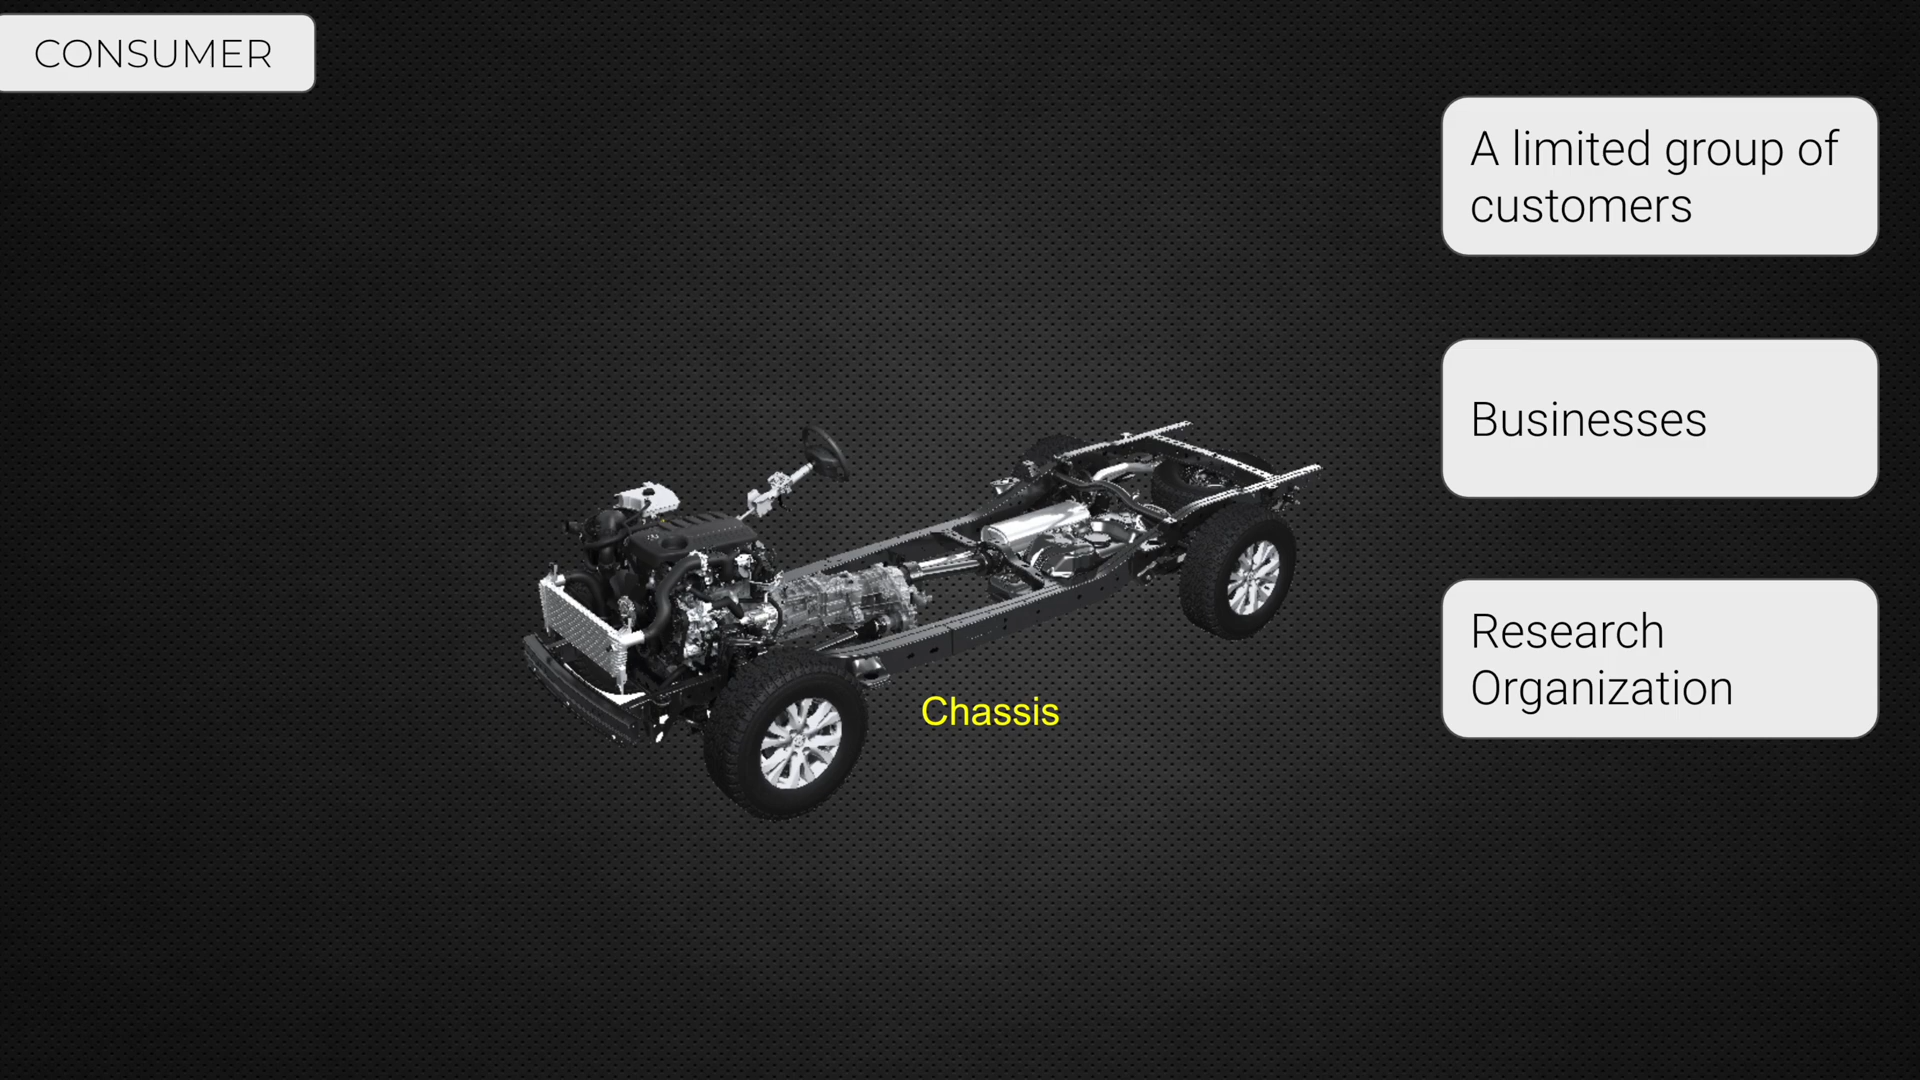 CONSUMER
A limited group of
customers
Businesses
Research
Organization
Chassis